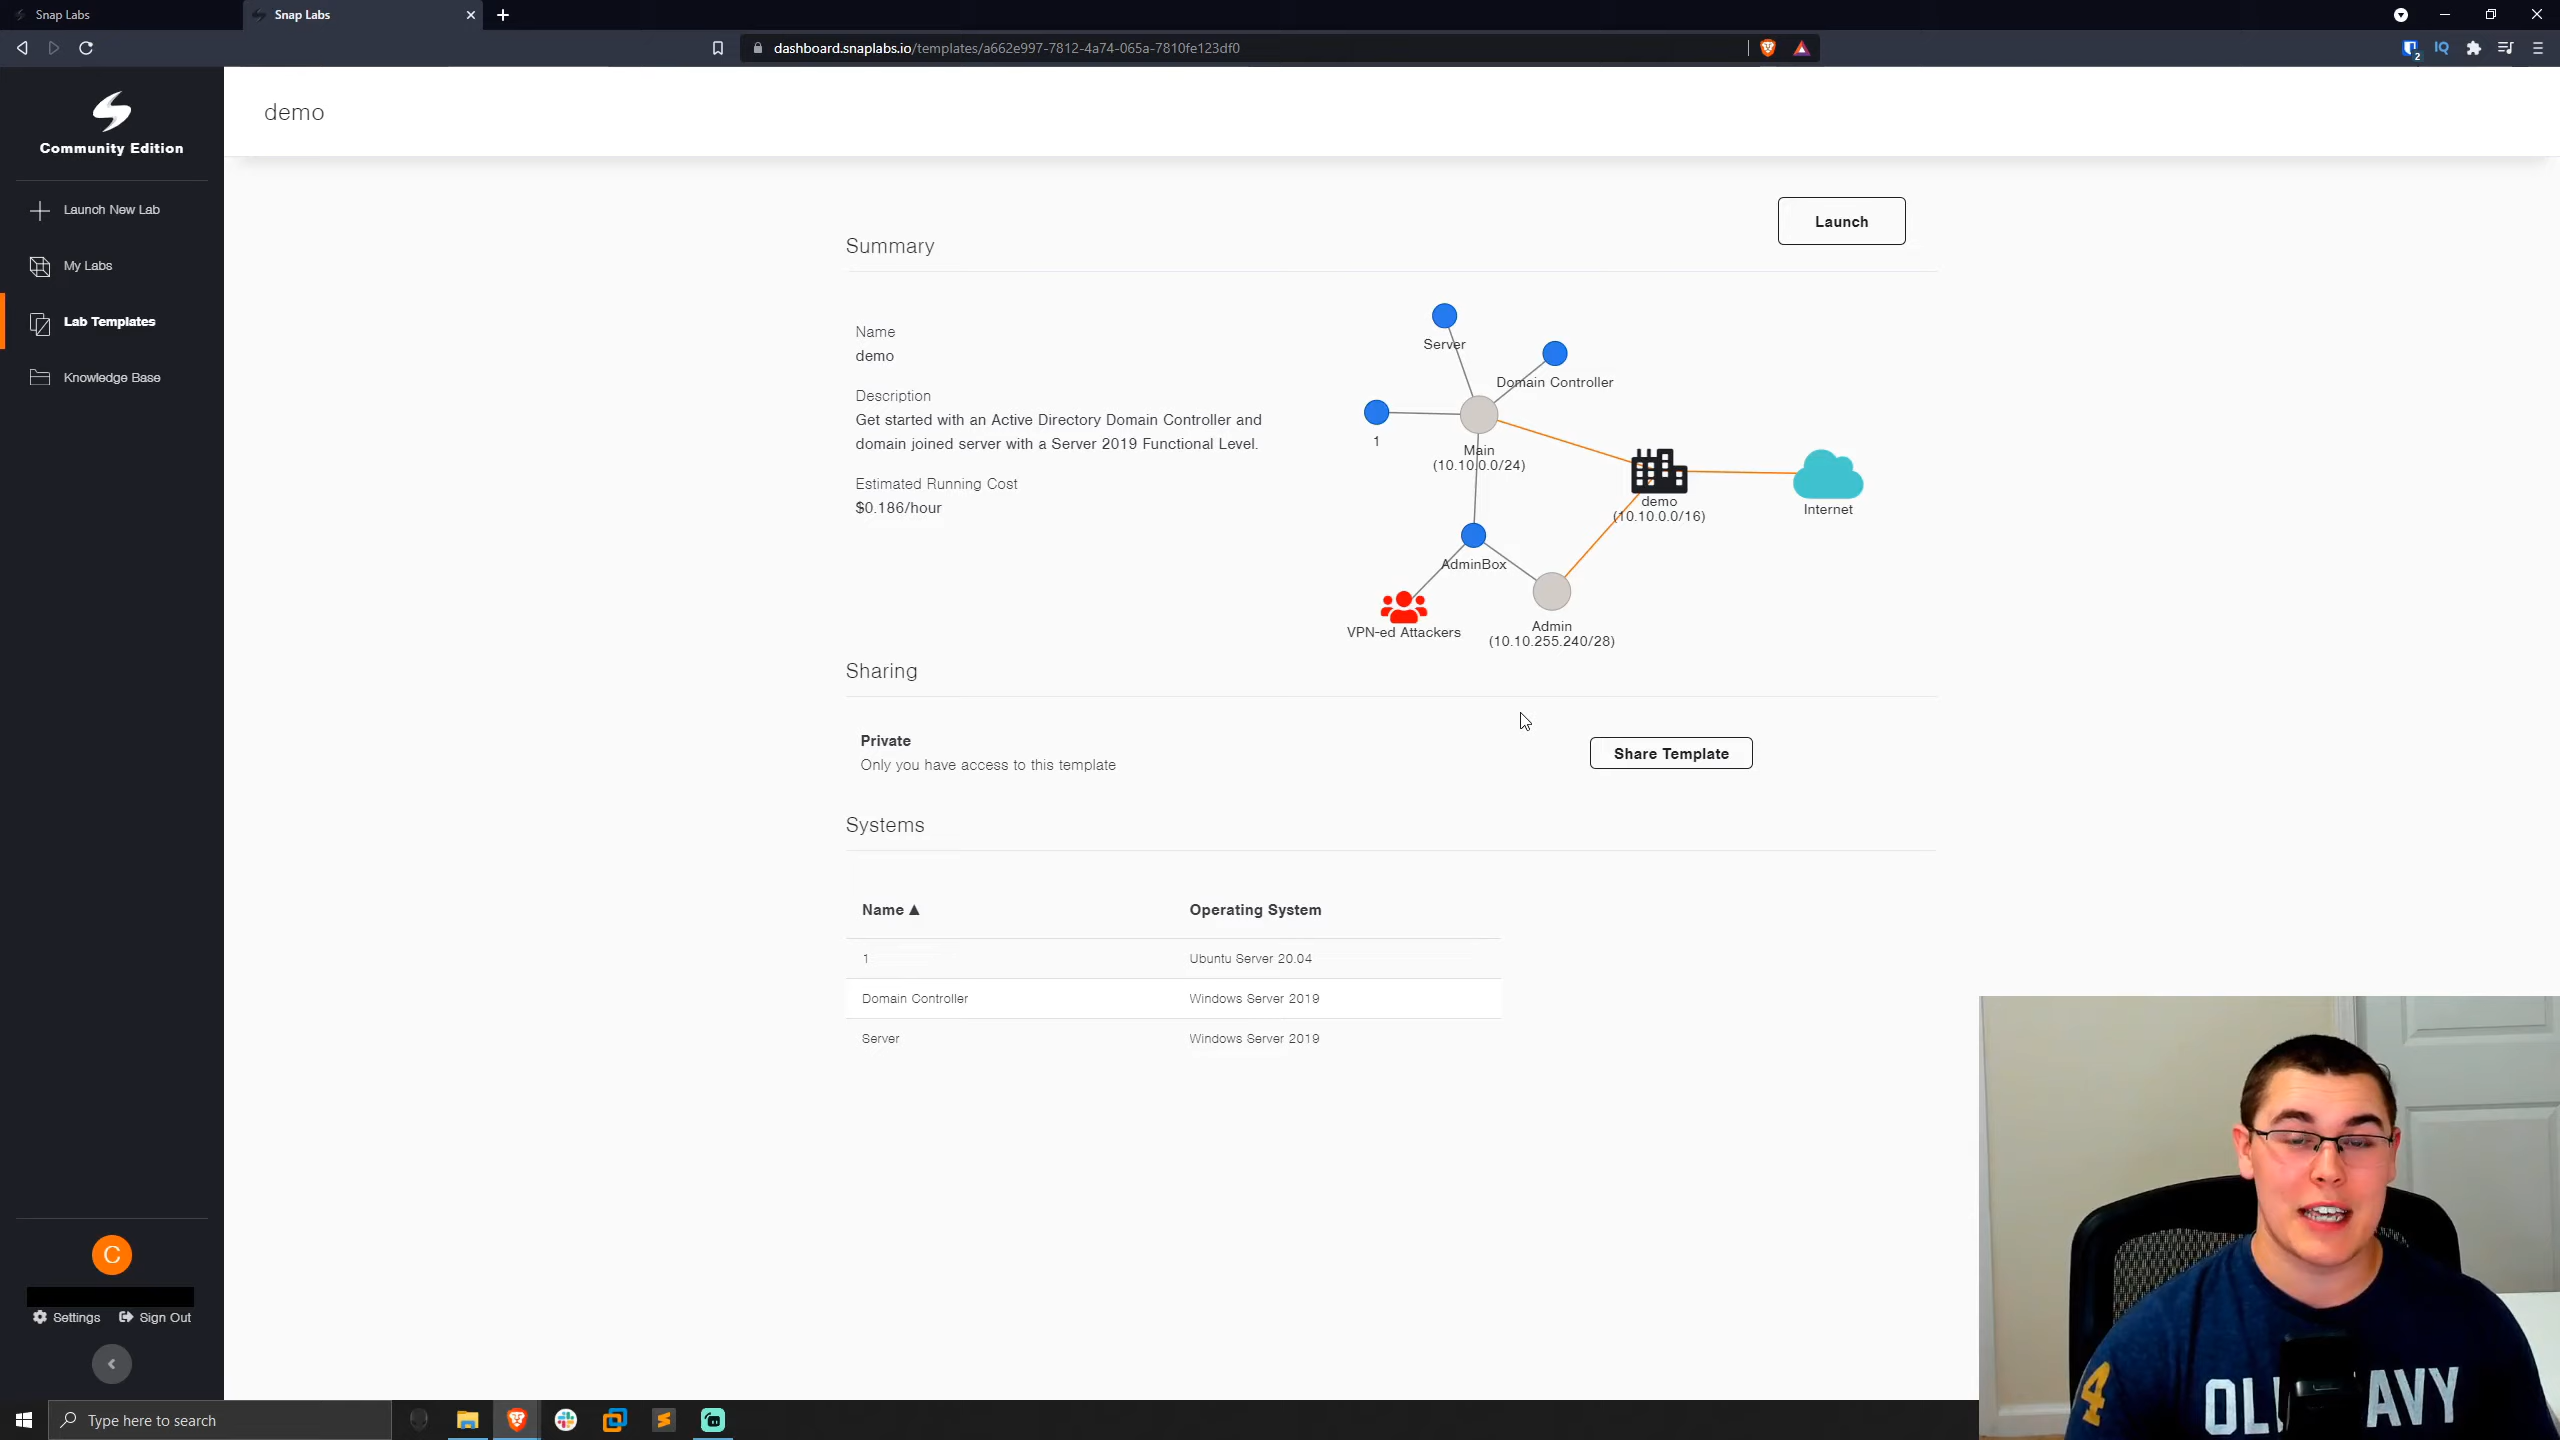 Snap Labs
Snap Labs
dashboard.snaplabs.io/templates/a662e997-7812-4a74-065a-7810fe123df0
IQ
2
Community Edition
Launch New Lab
My Labs
Lab Templates
Knowledge Base
C
Settings
Sign Out
demo
Launch
Summary
Name
demo
Description
Get started with an Active Directory Domain Controller and
domain joined server with a Server 2019 Functional Level.
Estimated Running Cost
$0.186/hour
Server
Domain Controller
1
Main
(10.10.0.0/24)
demo
(10.10.0.0/16)
Internet
AdminBox
VPN-ed Attackers
Admin
(10.10.255.240/28)
Sharing
Private
Only you have access to this template
Share Template
Systems
Name ▲ Operating System
1 Ubuntu Server 20.04
Domain Controller Windows Server 2019
Server Windows Server 2019
Type here to search
4